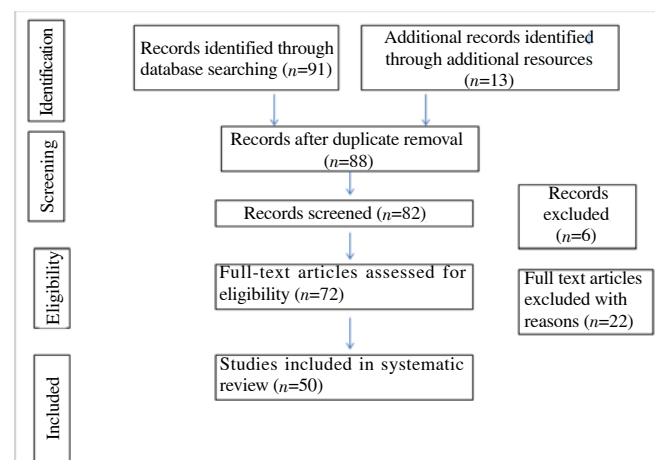 Identification
Records identified through
database searching (n=91)
Additional records identified
through additional resources
(n=13)
Screening
Records after duplicate removal
(n=88)
Records screened (n=82)
Records
excluded
(n=6)
Eligibility
Full-text articles assessed for
eligibility (n=72)
Full text articles
excluded with
reasons (n=22)
Included
Studies included in systematic
review (n=50)